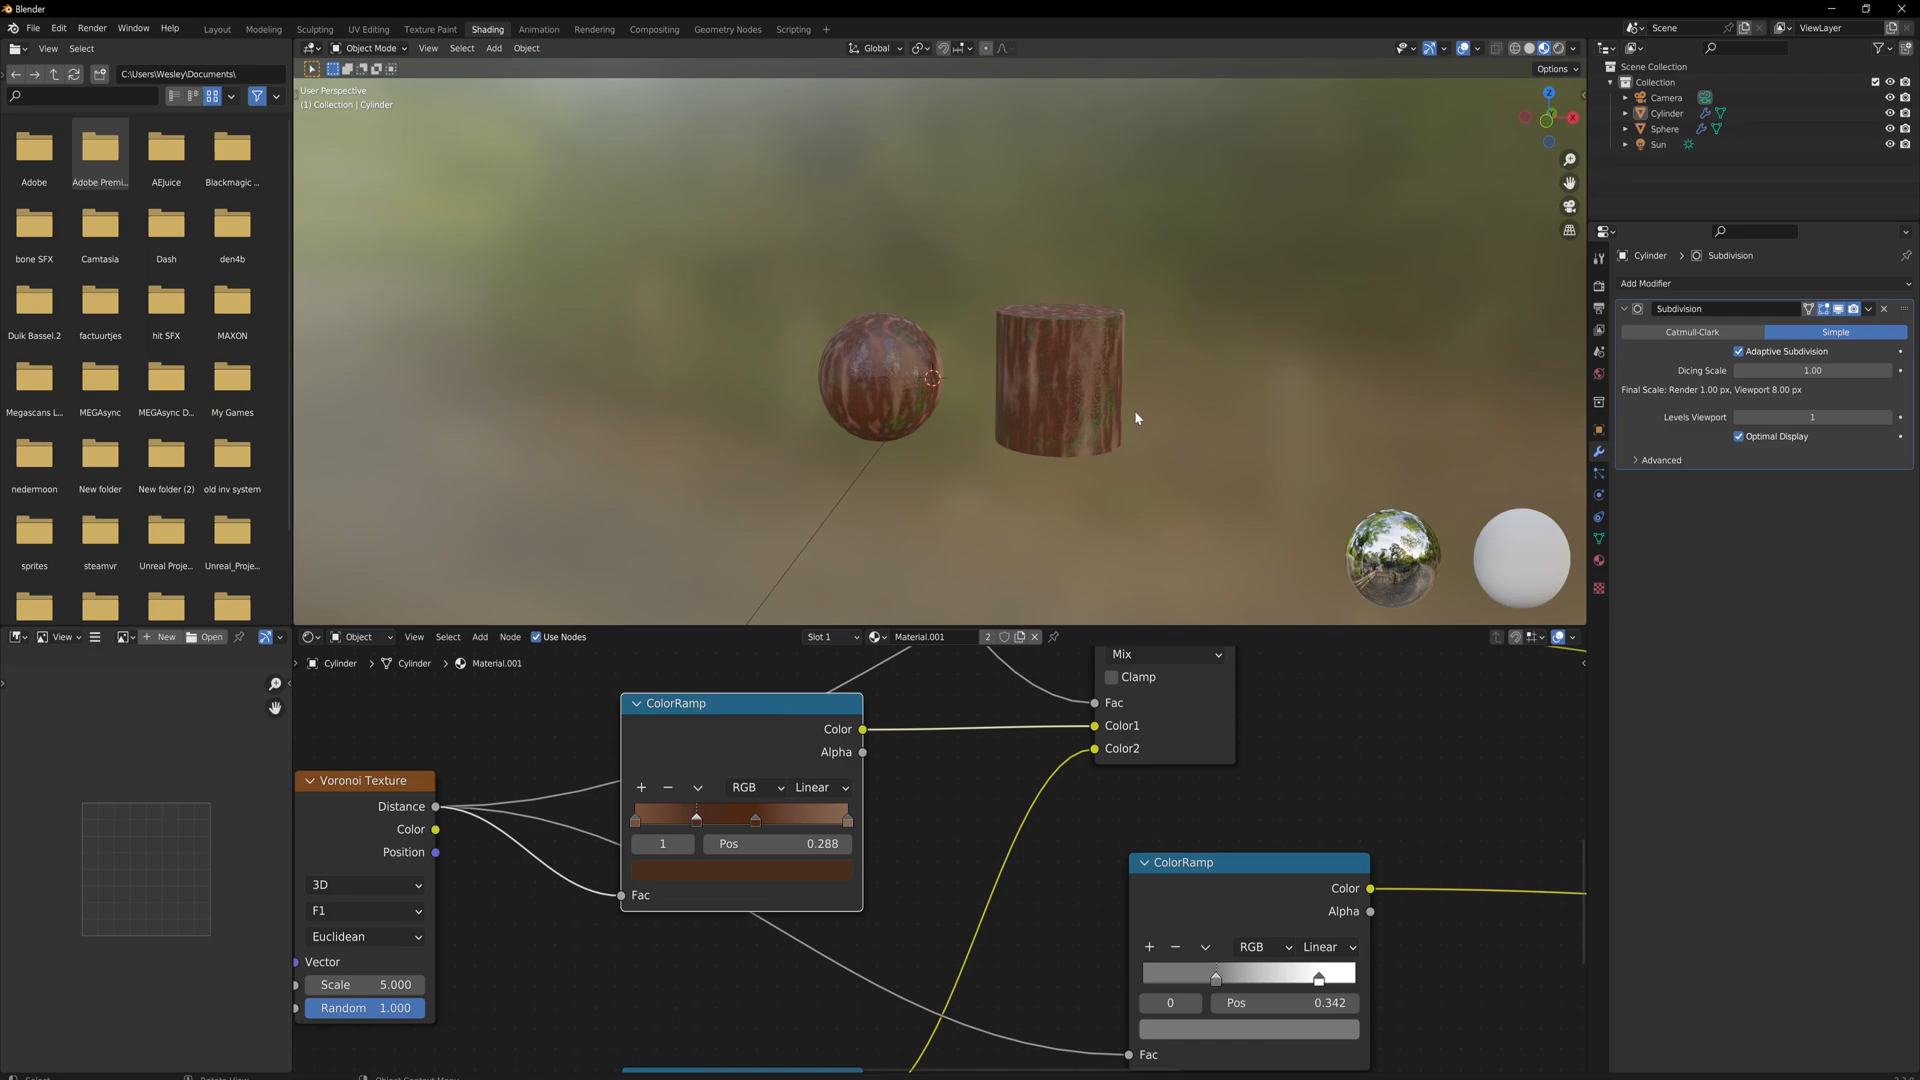 Blender
File Edit Render Window Help
Layout Modeling Sculpting UV Editing Texture Paint Shading Animation Rendering Compositing Geometry Nodes Scripting +
Scene
ViewLayer
View Select
Object Mode View Select Add Object
Global
Options
C:\Users\Wesley\Documents\
User Perspective
(1) Collection | Cylinder
Z
X
Scene Collection
Collection
Camera
Cylinder
Sphere
Sun
Adobe Adobe Premi... AEJuice Blackmagic ...
bone SFX Camtasia Dash den4b
Duik Bassel.2 factuurtjes hit SFX MAXON
Megascans L... MEGAsync MEGAsync D... My Games
nedermoon New folder New folder (2) old inv system
sprites steamvr Unreal Proje... Unreal_Proje...
Cylinder > Subdivision
Add Modifier
Subdivision
Catmull-Clark Simple
Adaptive Subdivision
Dicing Scale 1.00
Final Scale: Render 1.00 px, Viewport 8.00 px
Levels Viewport 1
Optimal Display
Advanced
View + New Open
Object View Select Add Node Use Nodes
Slot 1 Material.001 2
Cylinder > Cylinder > Material.001
Voronoi Texture
Distance
Color
Position
3D
F1
Euclidean
Vector
Scale 5.000
Random 1.000
ColorRamp
Color
Alpha
+ − RGB Linear
1 Pos 0.288
Fac
Mix
Clamp
Fac
Color1
Color2
ColorRamp
Color
Alpha
+ − RGB Linear
0 Pos 0.342
Fac